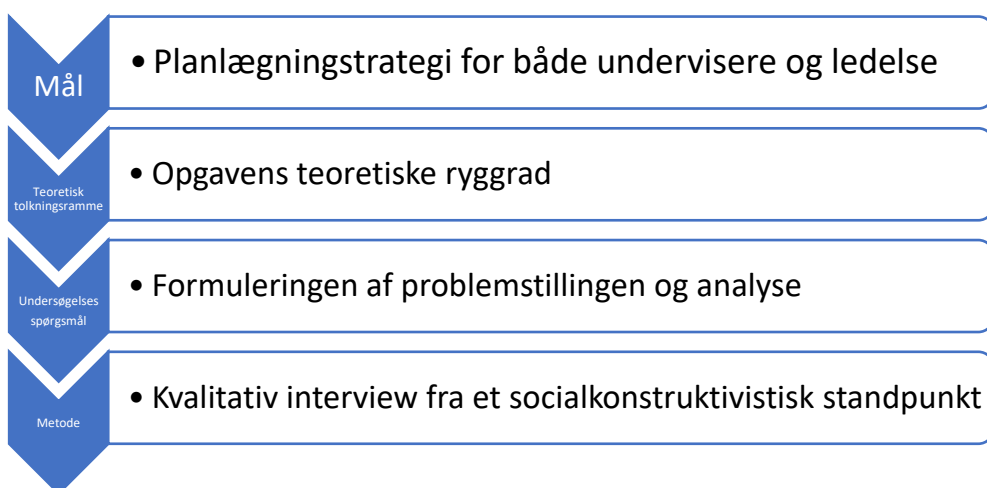 Mål
• Planlægningstrategi for både undervisere og ledelse
Teoretisk
tolkningsramme
• Opgavens teoretiske ryggrad
Undersøgelses
spørgsmål
• Formuleringen af problemstillingen og analyse
Metode
• Kvalitativ interview fra et socialkonstruktivistisk standpunkt